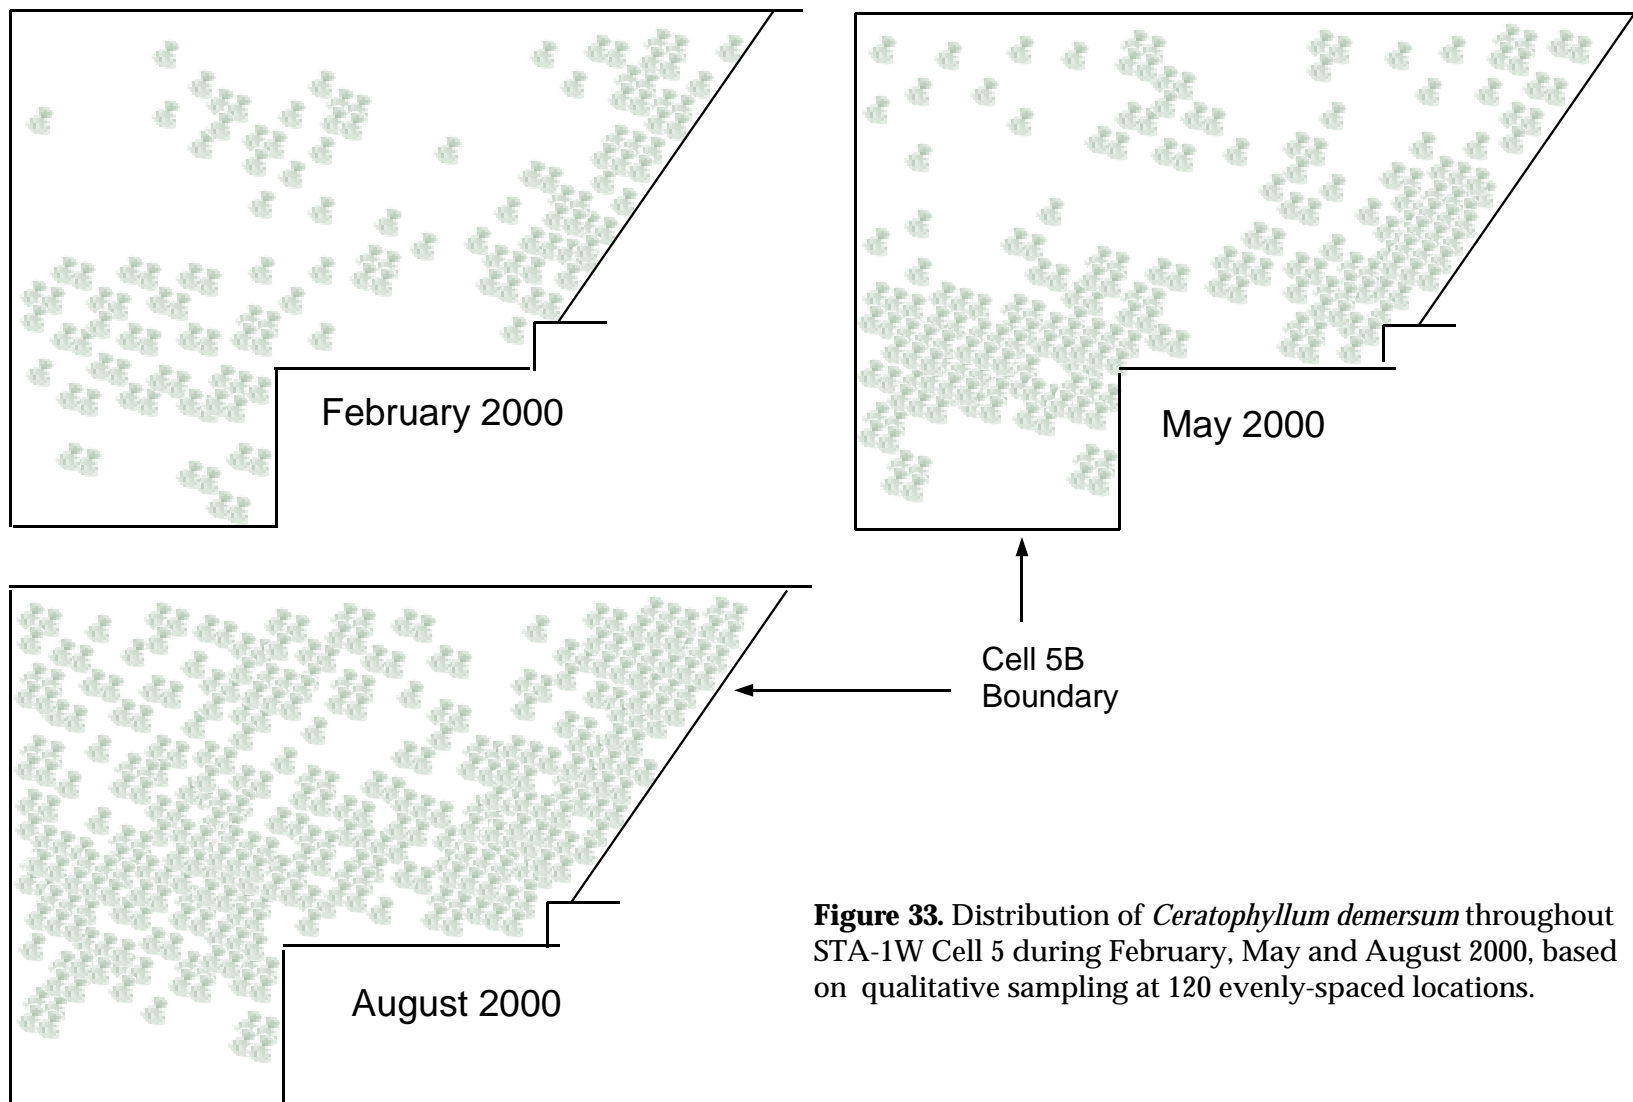 February 2000
May 2000
Cell 5B
Boundary
August 2000
Figure 33. Distribution of Ceratophyllum demersum throughout
STA-1W Cell 5 during February, May and August 2000, based
on qualitative sampling at 120 evenly-spaced locations.